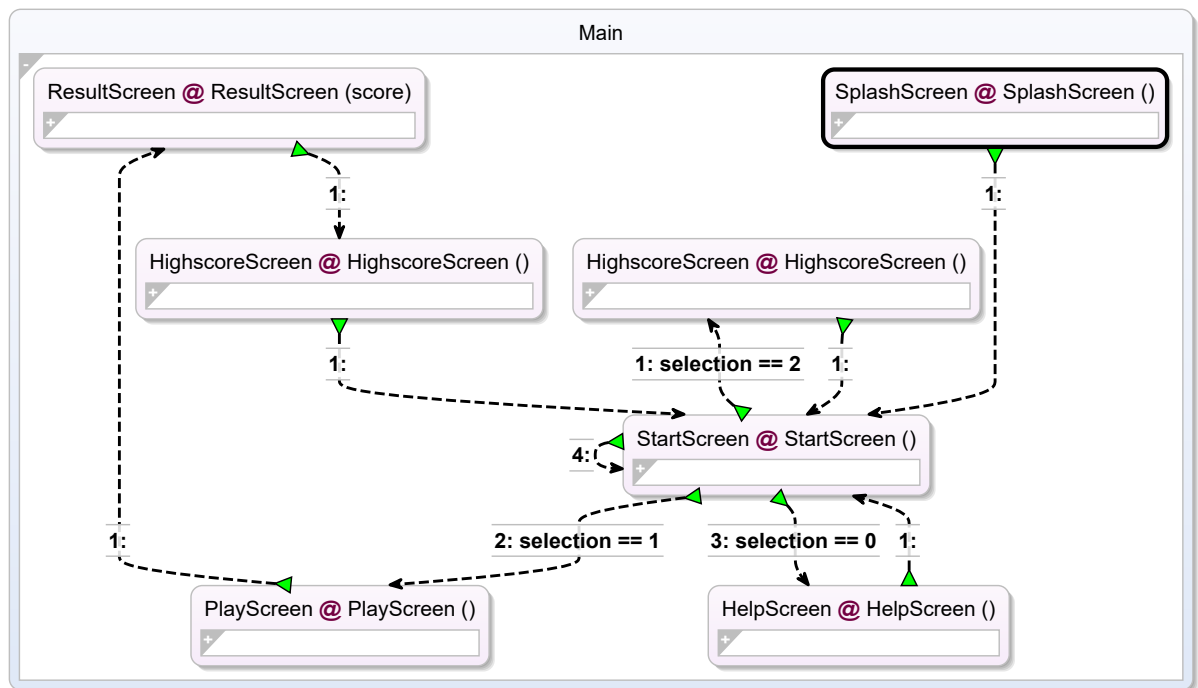 Main
ResultScreen @ ResultScreen (score)
SplashScreen @ SplashScreen ()
1:
1:
HighscoreScreen @ HighscoreScreen ()
HighscoreScreen @ HighscoreScreen ()
1:
1: selection == 2
1:
StartScreen @ StartScreen ()
4:
1:
2: selection == 1
3: selection == 0
1:
PlayScreen @ PlayScreen ()
HelpScreen @ HelpScreen ()